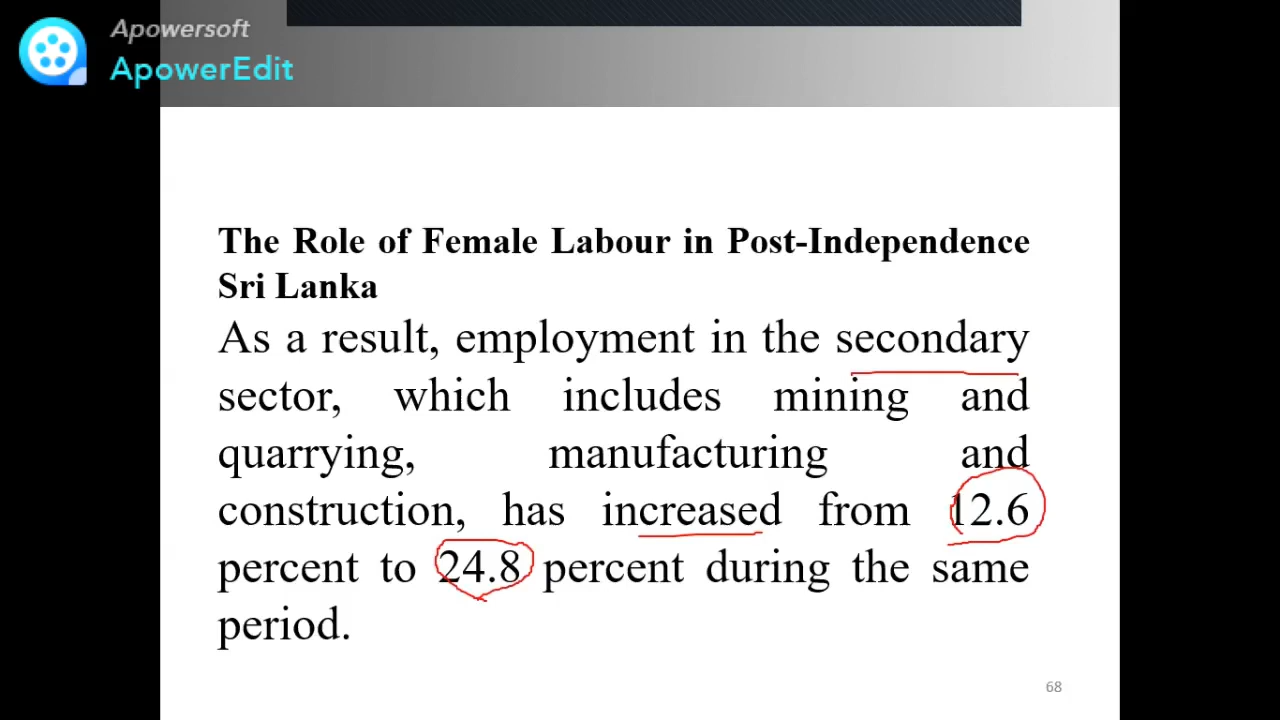 Apowersoft
ApowerEdit
The Role of Female Labour in Post-Independence
Sri Lanka
As a result, employment in the secondary
sector, which includes mining and
quarrying, manufacturing and
construction, has increased from 12.6
percent to 24.8 percent during the same
period.
68